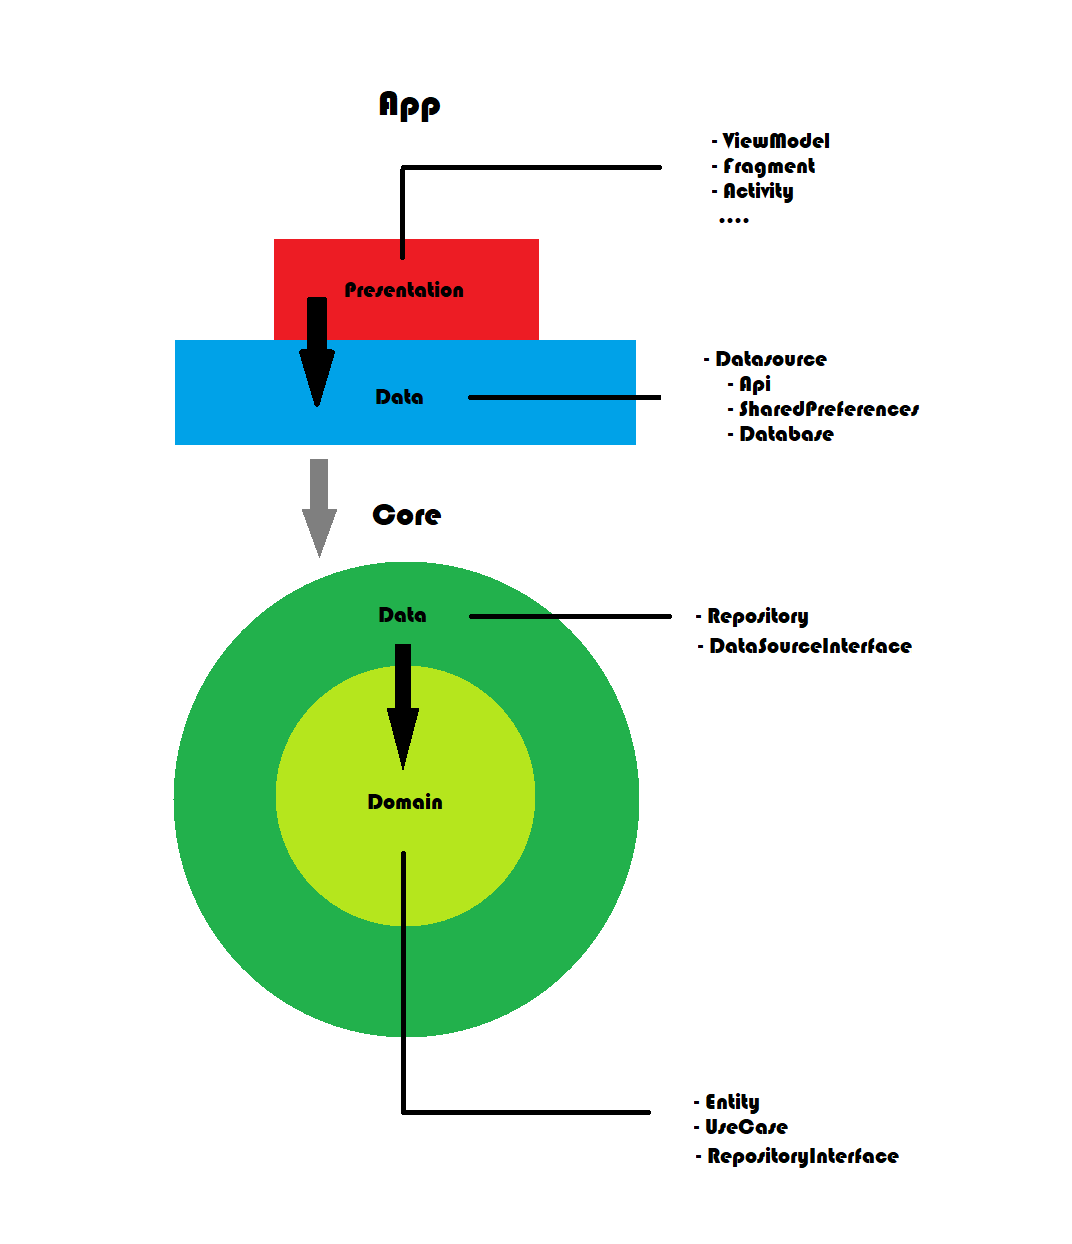 App
- ViewModel
- Fragment
- Activity
....
Presentation
Data
- Datasource
- Api
- SharedPreferences
- Database
Core
Data
- Repository
- DataSourceInterface
Domain
- Entity
- UseCase
- RepositoryInterface